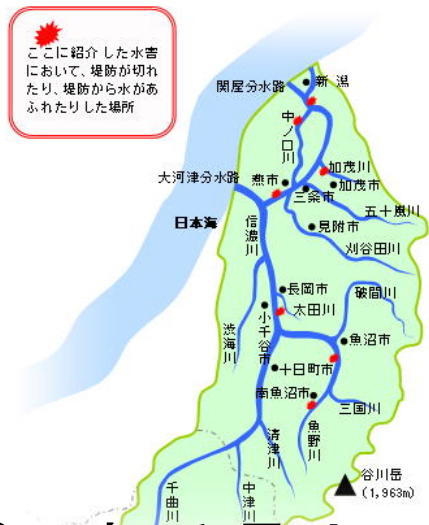 ここに紹介した水害
において、堤防が切れ
たり、堤防から水があ
ふれたりした場所
関屋分水路
新潟
中ノ口川
加茂川
大河津分水路
燕市
加茂市
三条市
五十嵐川
日本海
信濃川
見附市
刈谷田川
長岡市
破間川
太田川
渋海川
小千谷市
魚沼市
十日町市
南魚沼市
三国川
清津川
魚野川
谷川岳
(1,963m)
千曲川
中津川